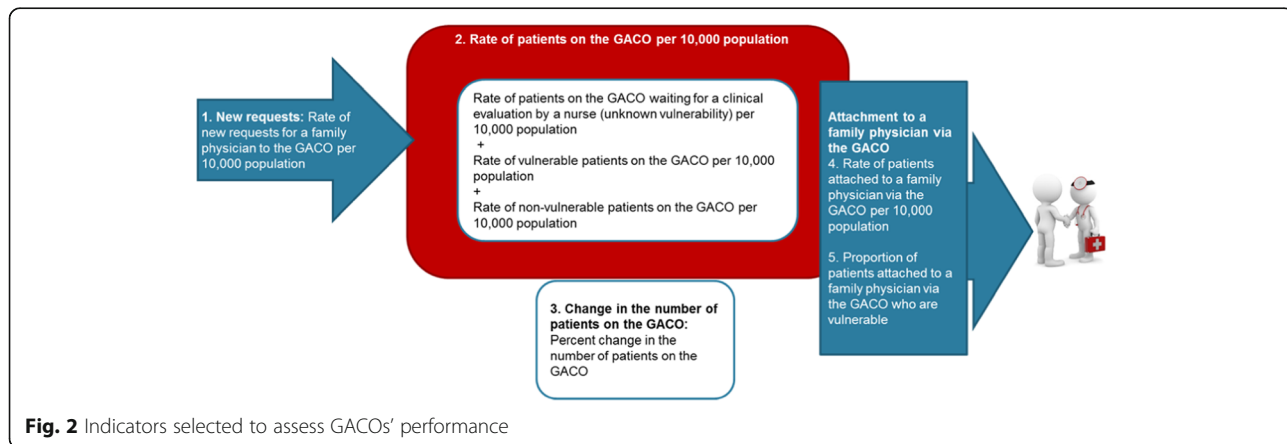 2. Rate of patients on the GACO per 10,000 population
1. New requests: Rate of
new requests for a family
physician to the GACO per
10,000 population
Rate of patients on the GACO waiting for a clinical
evaluation by a nurse (unknown vulnerability) per
10,000 population
+
Rate of vulnerable patients on the GACO per 10,000
population
+
Rate of non-vulnerable patients on the GACO per
10,000 population
3. Change in the number of
patients on the GACO:
Percent change in the
number of patients on the
GACO
Attachment to a
family physician via
the GACO
4. Rate of patients
attached to a family
physician via the
GACO per 10,000
population
5. Proportion of
patients attached to a
family physician via
the GACO who are
vulnerable
Fig. 2 Indicators selected to assess GACOs’ performance